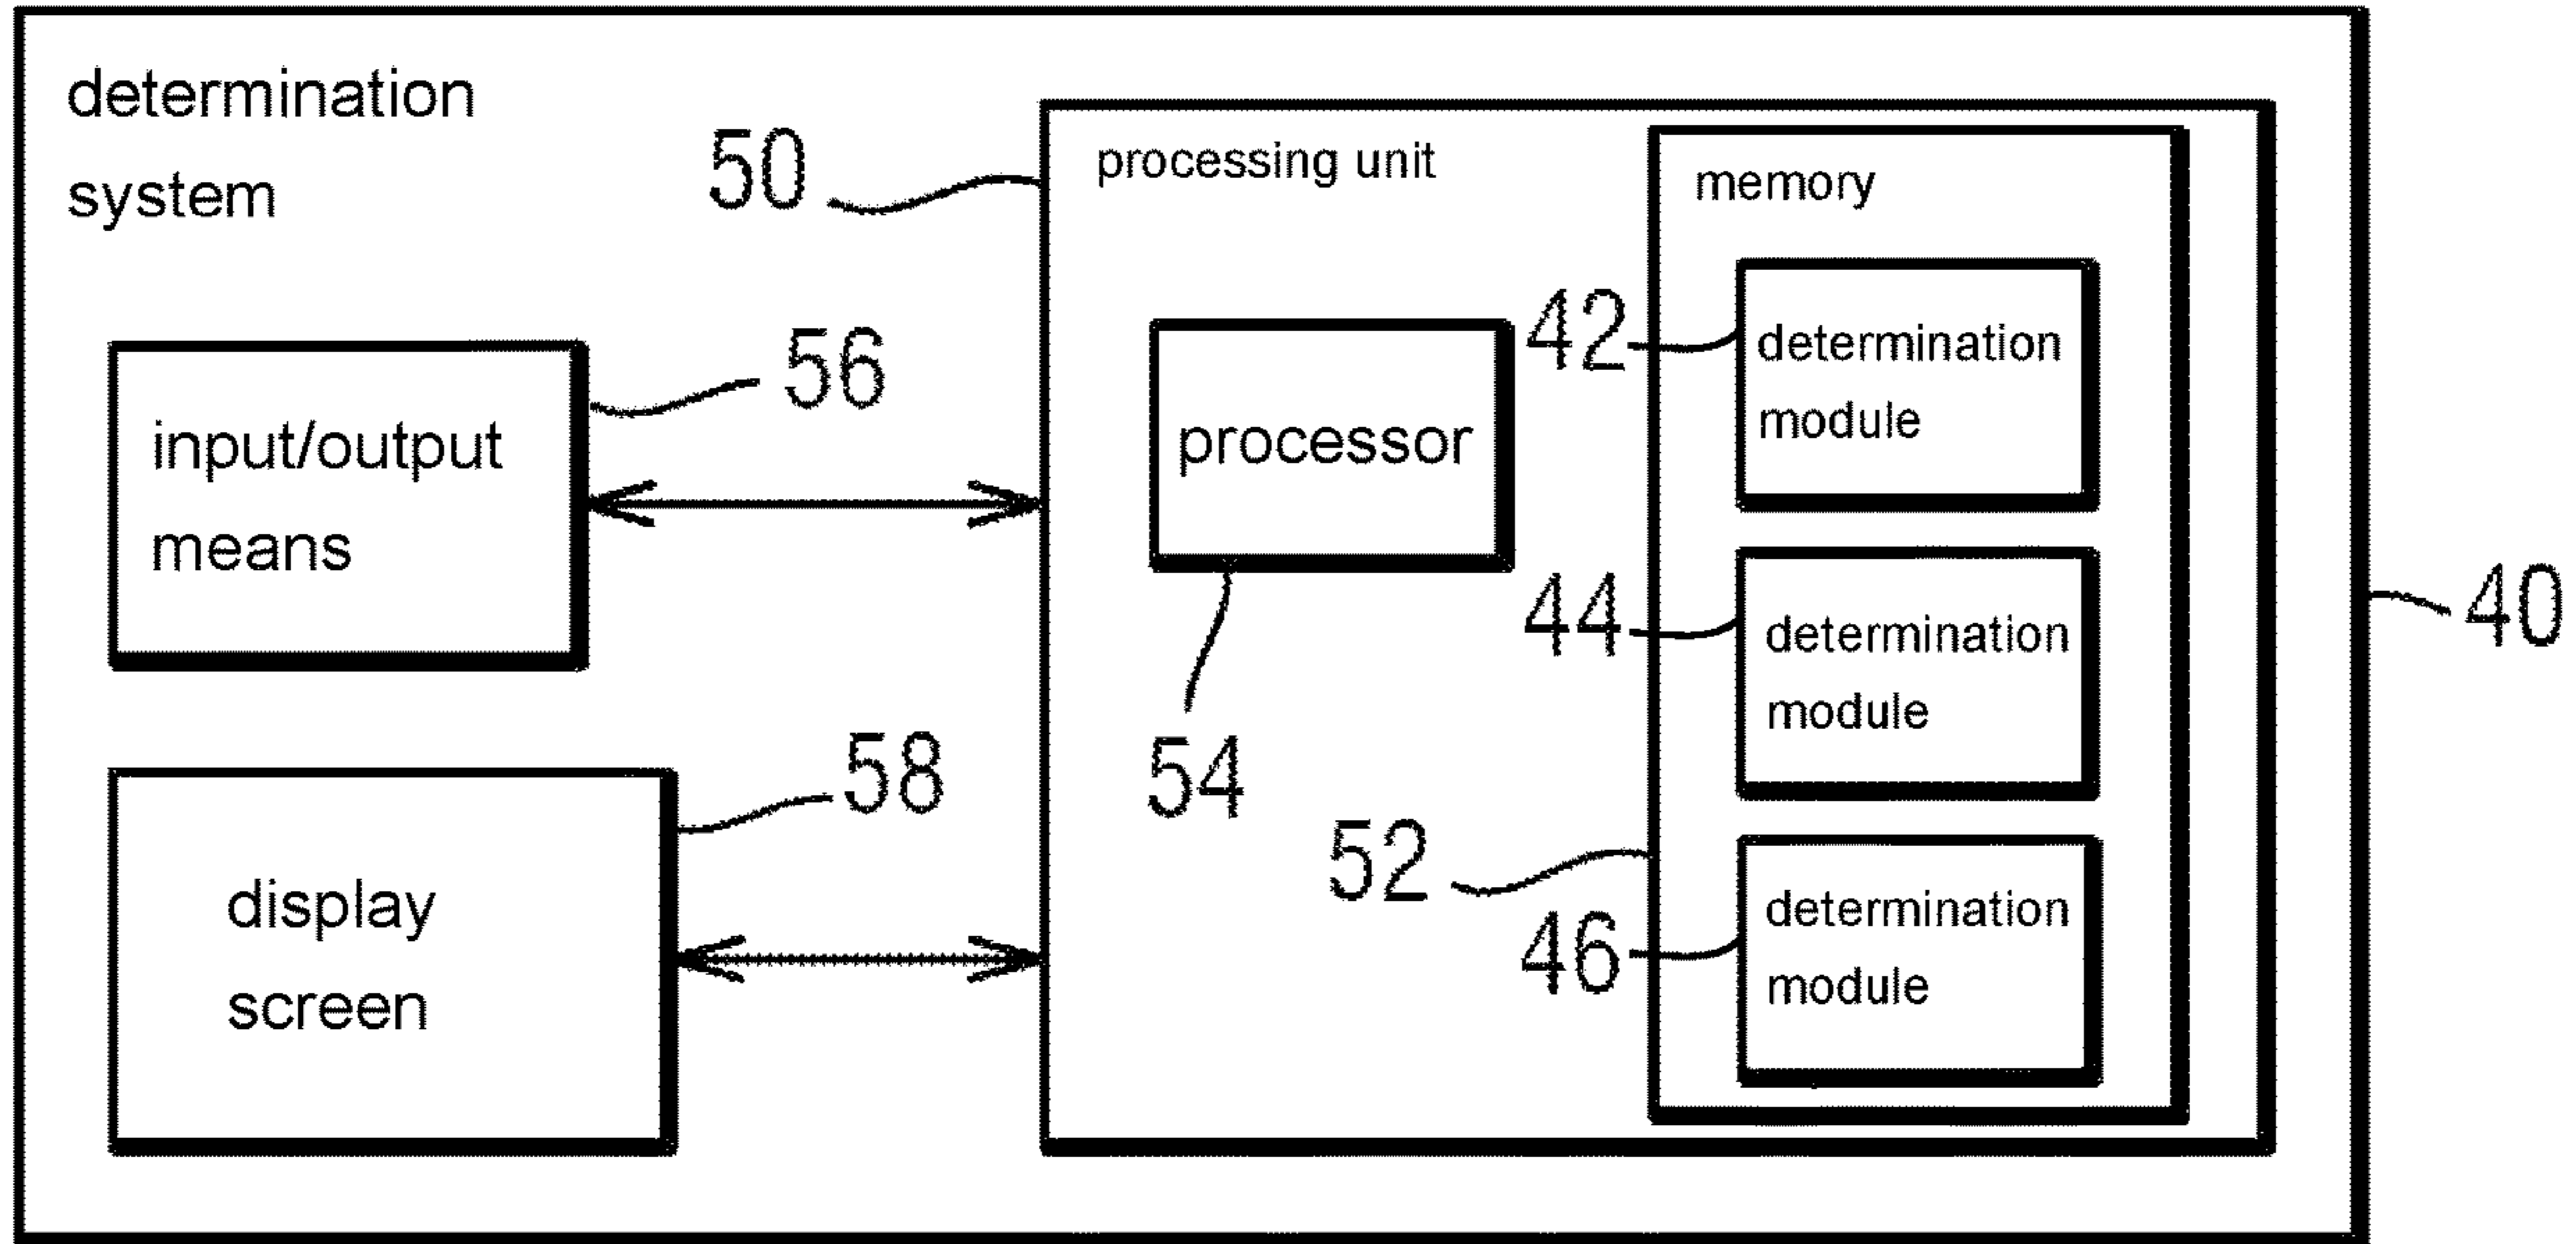 determination
system
50
processing unit
memory
42
determination
module
56
input/output
means
processor
44
determination
module
40
54
58
display
screen
52
46
determination
module